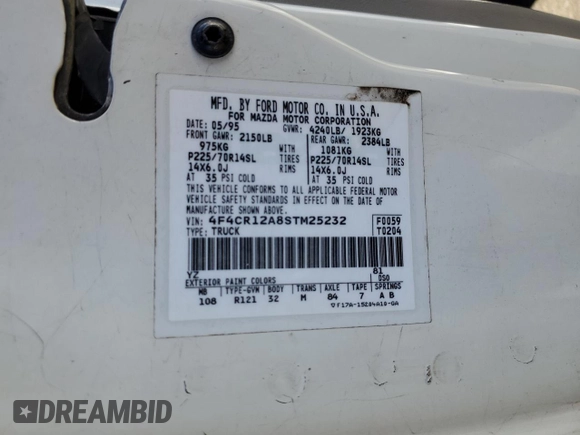 MFD. BY FORD MOTOR CO. IN U.S.A.
FOR MAZDA MOTOR CORPORATION
DATE: 05/95 GVWR: 4240LB/ 1923KG
FRONT GAWR: 2150LB REAR GAWR: 2384LB
975KG WITH 1081KG WITH
P225/70R14SL TIRES P225/70R14SL TIRES
14X6.0J RIMS 14X6.0J RIMS
AT 35 PSI COLD AT 35 PSI COLD
THIS VEHICLE CONFORMS TO ALL APPLICABLE FEDERAL MOTOR
VEHICLE SAFETY STANDARDS IN EFFECT ON THE DATE OF
MANUFACTURE SHOWN ABOVE.
VIN: 4F4CR12A8STM25232 F0059
TYPE: TRUCK T0204
YZ 81
EXTERIOR PAINT COLORS DSO
WB TYPE-GVM BODY TRANS AXLE TAPE SPRINGS
108 R121 32 M 84 7 A B
DREAMBID